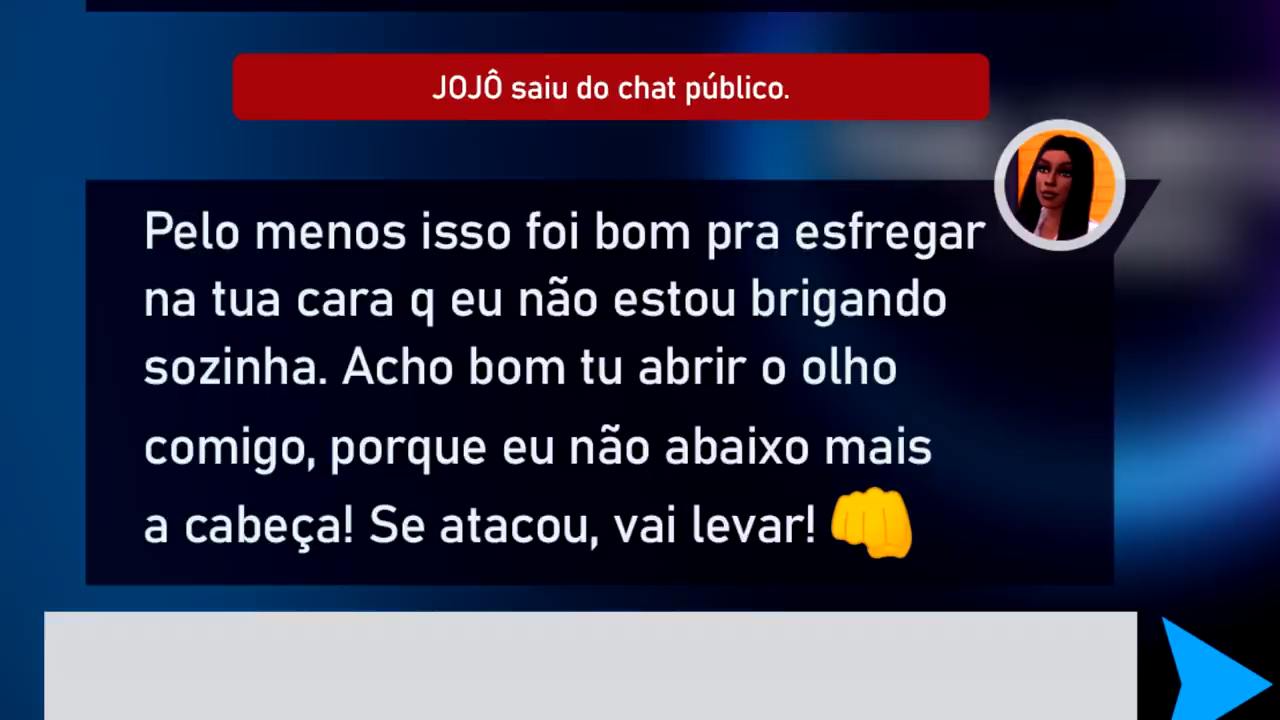 JOJÔ saiu do chat público.
Pelo menos isso foi bom pra esfregar
na tua cara q eu não estou brigando
sozinha. Acho bom tu abrir o olho
comigo, porque eu não abaixo mais
a cabeça! Se atacou, vai levar! 👊